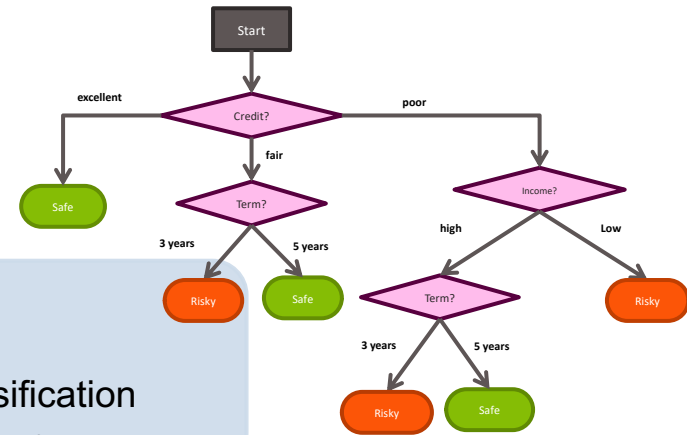 Start
excellent
poor
Credit?
fair
Safe
Term?
Income?
3 years
5 years
high
Low
Risky
Safe
Term?
Risky
3 years
5 years
Risky
Safe